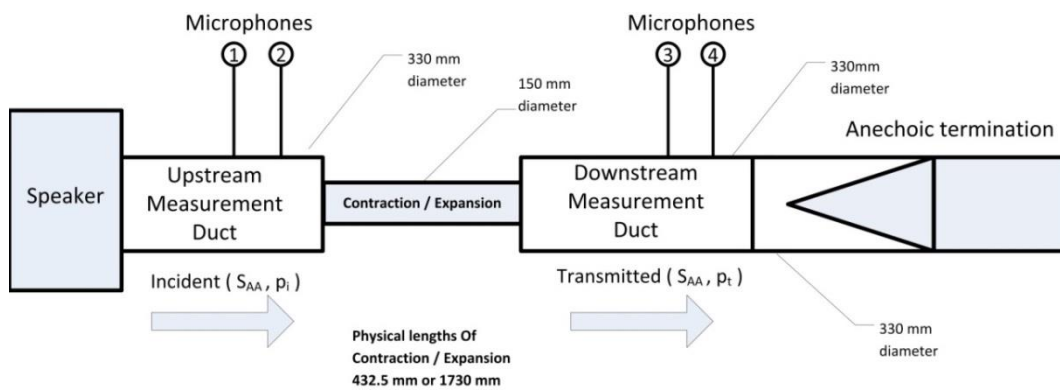 Microphones
1
2
330 mm
diameter
150 mm
diameter
Microphones
3
4
330mm
diameter
Anechoic termination
Speaker
Upstream
Measurement
Duct
Contraction / Expansion
Downstream
Measurement
Duct
Incident ( SAA , pi )
Transmitted ( SAA , pt )
Physical lengths Of
Contraction / Expansion
432.5 mm or 1730 mm
330 mm
diameter